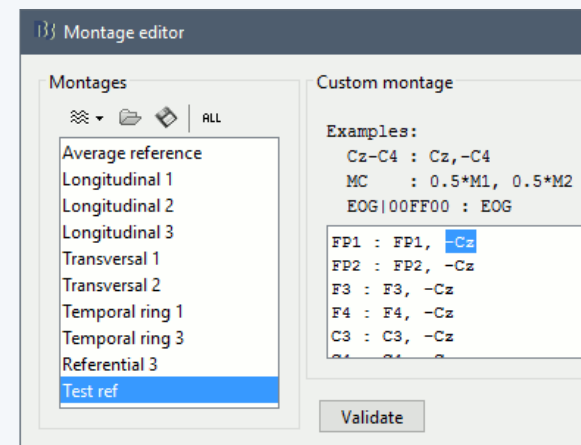 Montage editor
Montages
ALL
Average reference
Longitudinal 1
Longitudinal 2
Longitudinal 3
Transversal 1
Transversal 2
Temporal ring 1
Temporal ring 3
Referential 3
Test ref
Custom montage
Examples:
Cz-C4 : Cz,-C4
MC : 0.5*M1, 0.5*M2
EOG|00FF00 : EOG
FP1 : FP1, -Cz
FP2 : FP2, -Cz
F3 : F3, -Cz
F4 : F4, -Cz
C3 : C3, -Cz
Validate